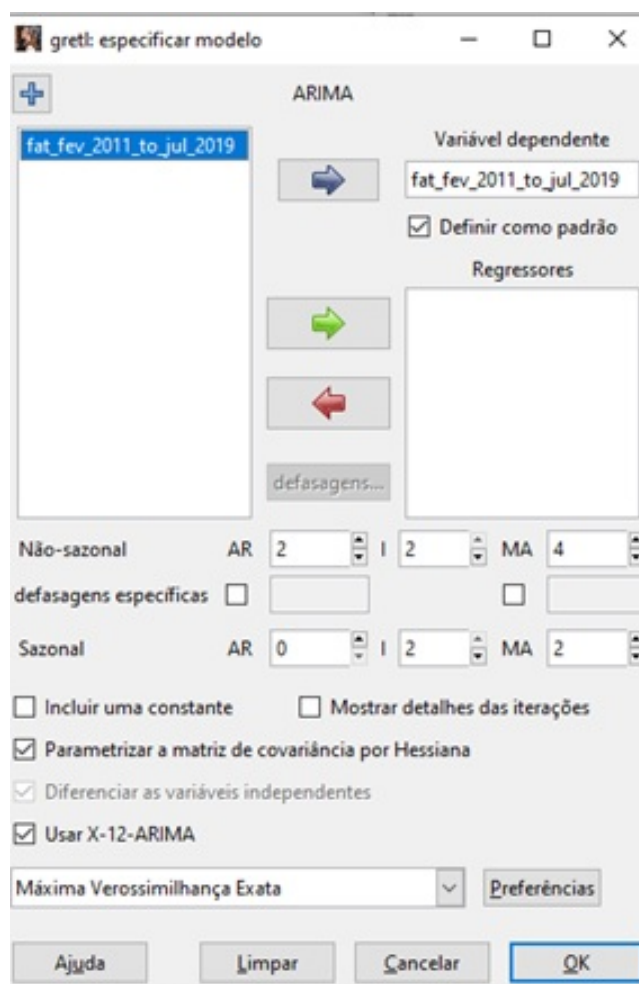 gretl: especificar modelo
ARIMA
fat_fev_2011_to_jul_2019
Variável dependente
fat_fev_2011_to_jul_2019
Definir como padrão
Regressores
defasagens...
Não-sazonal AR 2 I 2 MA 4
defasagens específicas
Sazonal AR 0 I 2 MA 2
Incluir uma constante Mostrar detalhes das iterações
Parametrizar a matriz de covariância por Hessiana
Diferenciar as variáveis independentes
Usar X-12-ARIMA
Máxima Verossimilhança Exata Preferências
Ajuda Limpar Cancelar OK